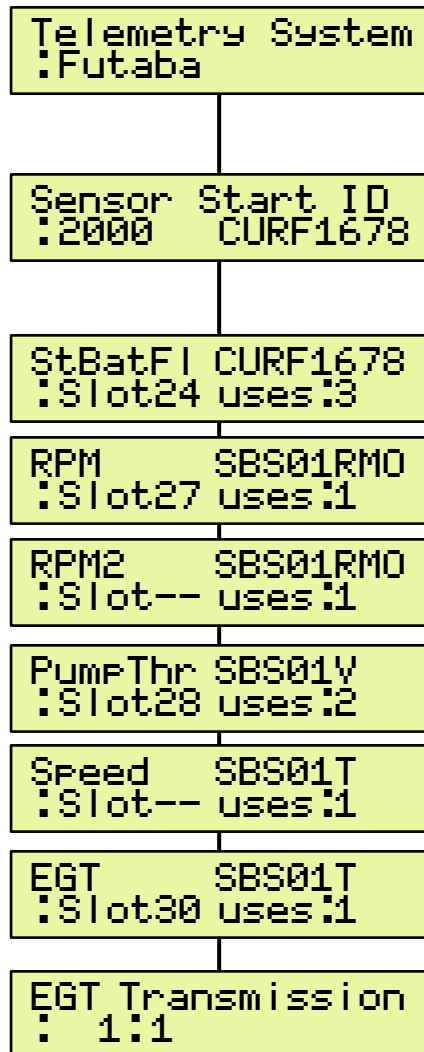 Telemetry System
:Futaba
Sensor Start ID
:2000 CURF1678
StBatFl CURF1678
:Slot24 uses:3
RPM SBS01RMO
:Slot27 uses:1
RPM2 SBS01RMO
:Slot-- uses:1
PumpThr SBS01V
:Slot28 uses:2
Speed SBS01T
:Slot-- uses:1
EGT SBS01T
:Slot30 uses:1
EGT Transmission
: 1:1